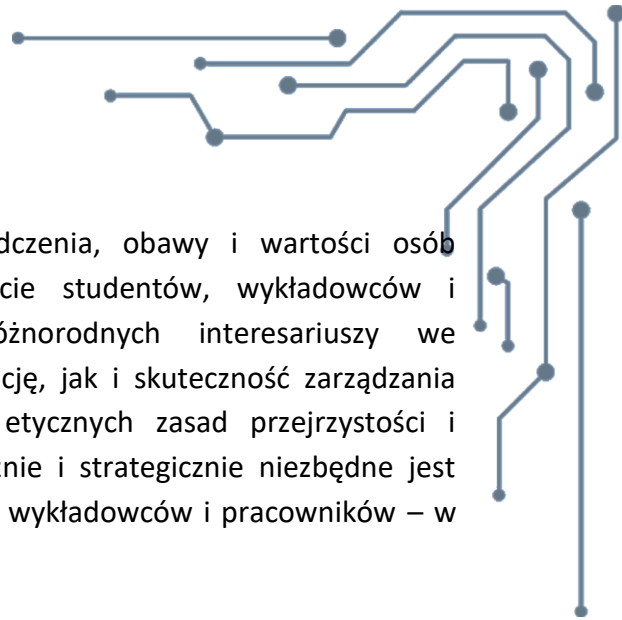 dczenia, obawy i wartości osób
cie studentów, wykładowców i
óżnorodnych interesariuszy we
cję, jak i skuteczność zarządzania
etycznych zasad przejrzystości i
znie i strategicznie niezbędne jest
wykładowców i pracowników – w